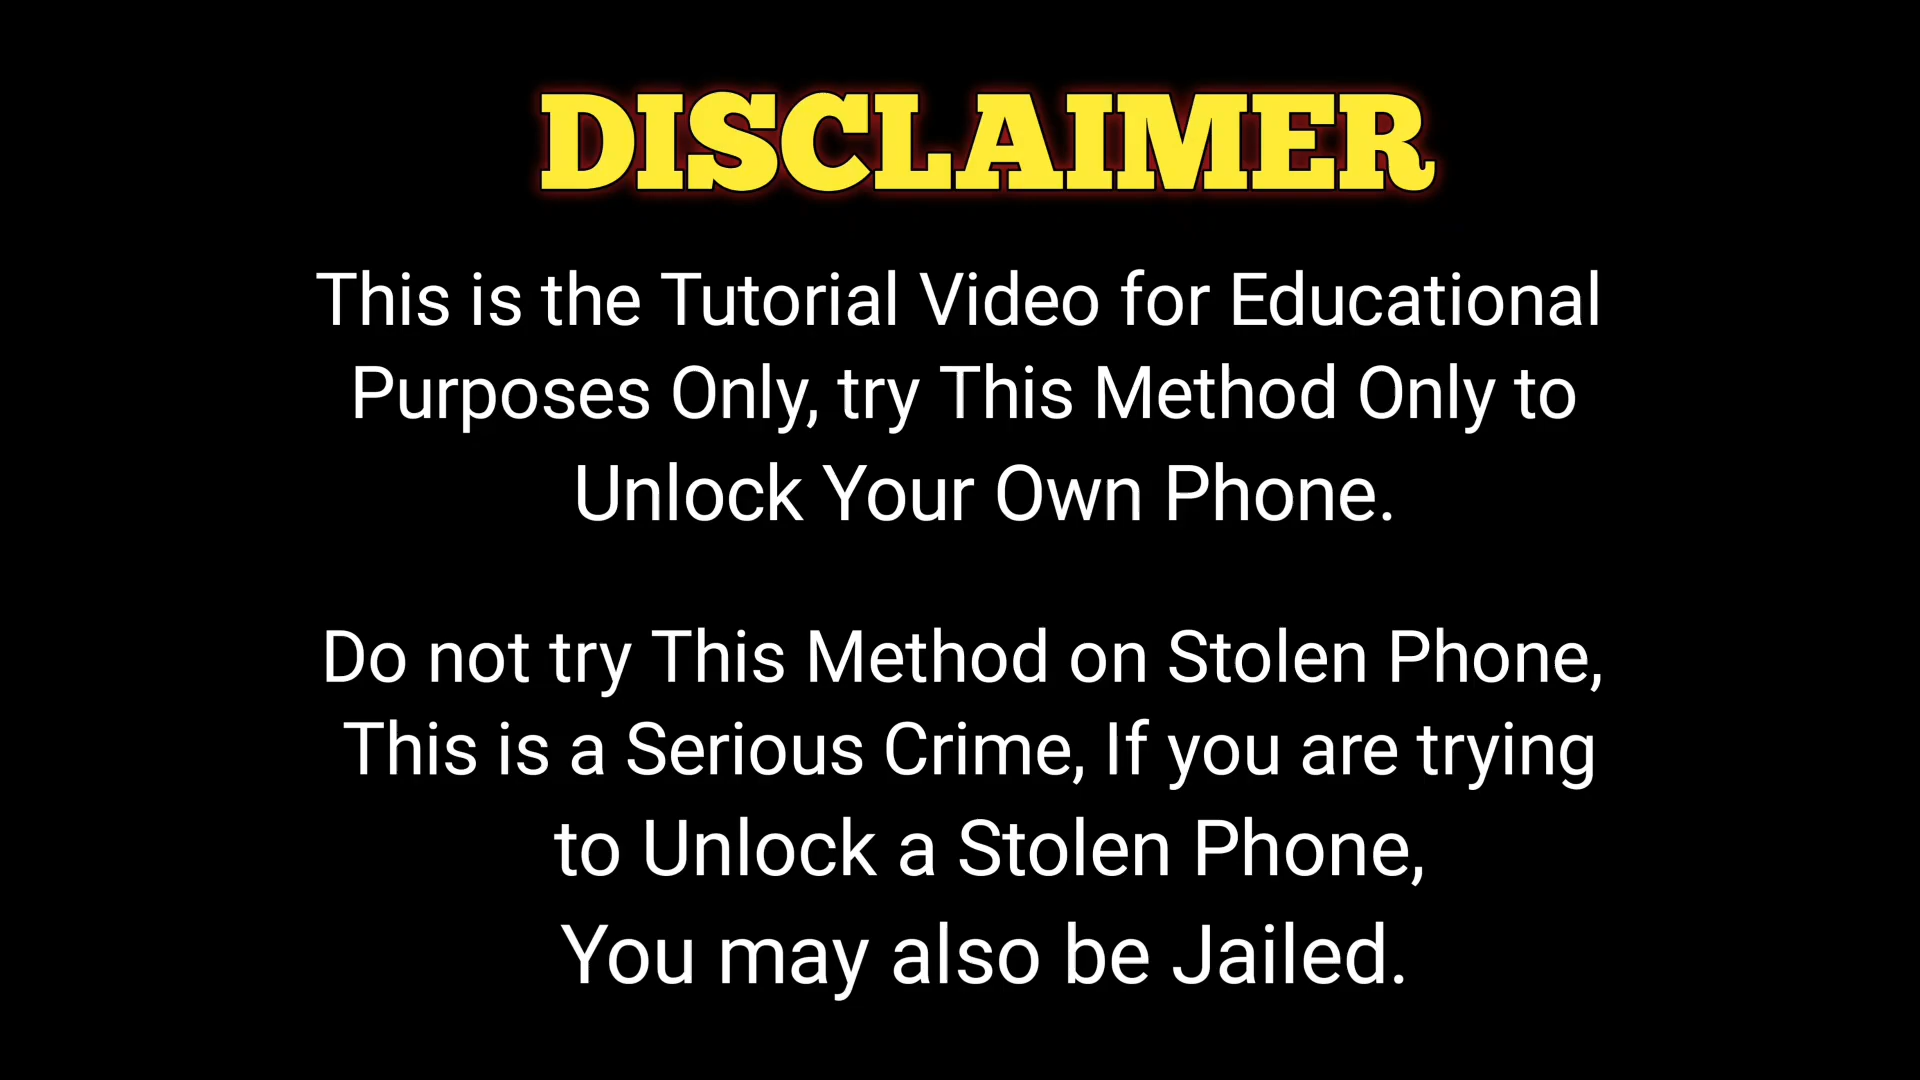 DISCLAIMER
This is the Tutorial Video for Educational
Purposes Only, try This Method Only to
Unlock Your Own Phone.
Do not try This Method on Stolen Phone,
This is a Serious Crime, If you are trying
to Unlock a Stolen Phone,
You may also be Jailed.